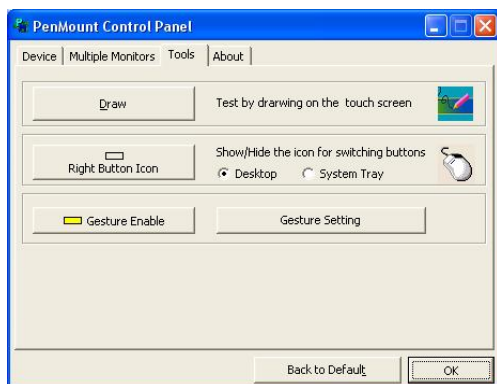 PenMount Control Panel
Device Multiple Monitors Tools About
Draw Test by drarwing on the touch screen
Show/Hide the icon for switching buttons
Right Button Icon Desktop System Tray
Gesture Enable Gesture Setting
Back to Default OK